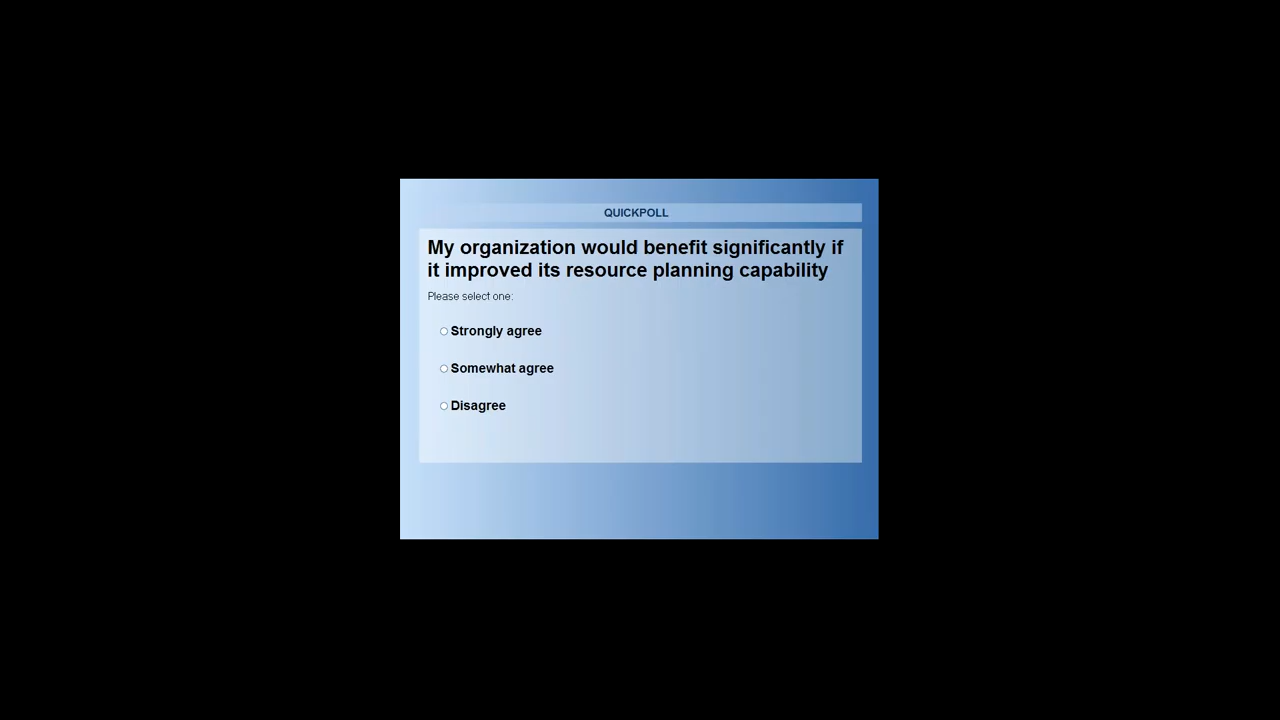 QUICKPOLL
My organization would benefit significantly if
it improved its resource planning capability
Please select one:
Strongly agree
Somewhat agree
Disagree